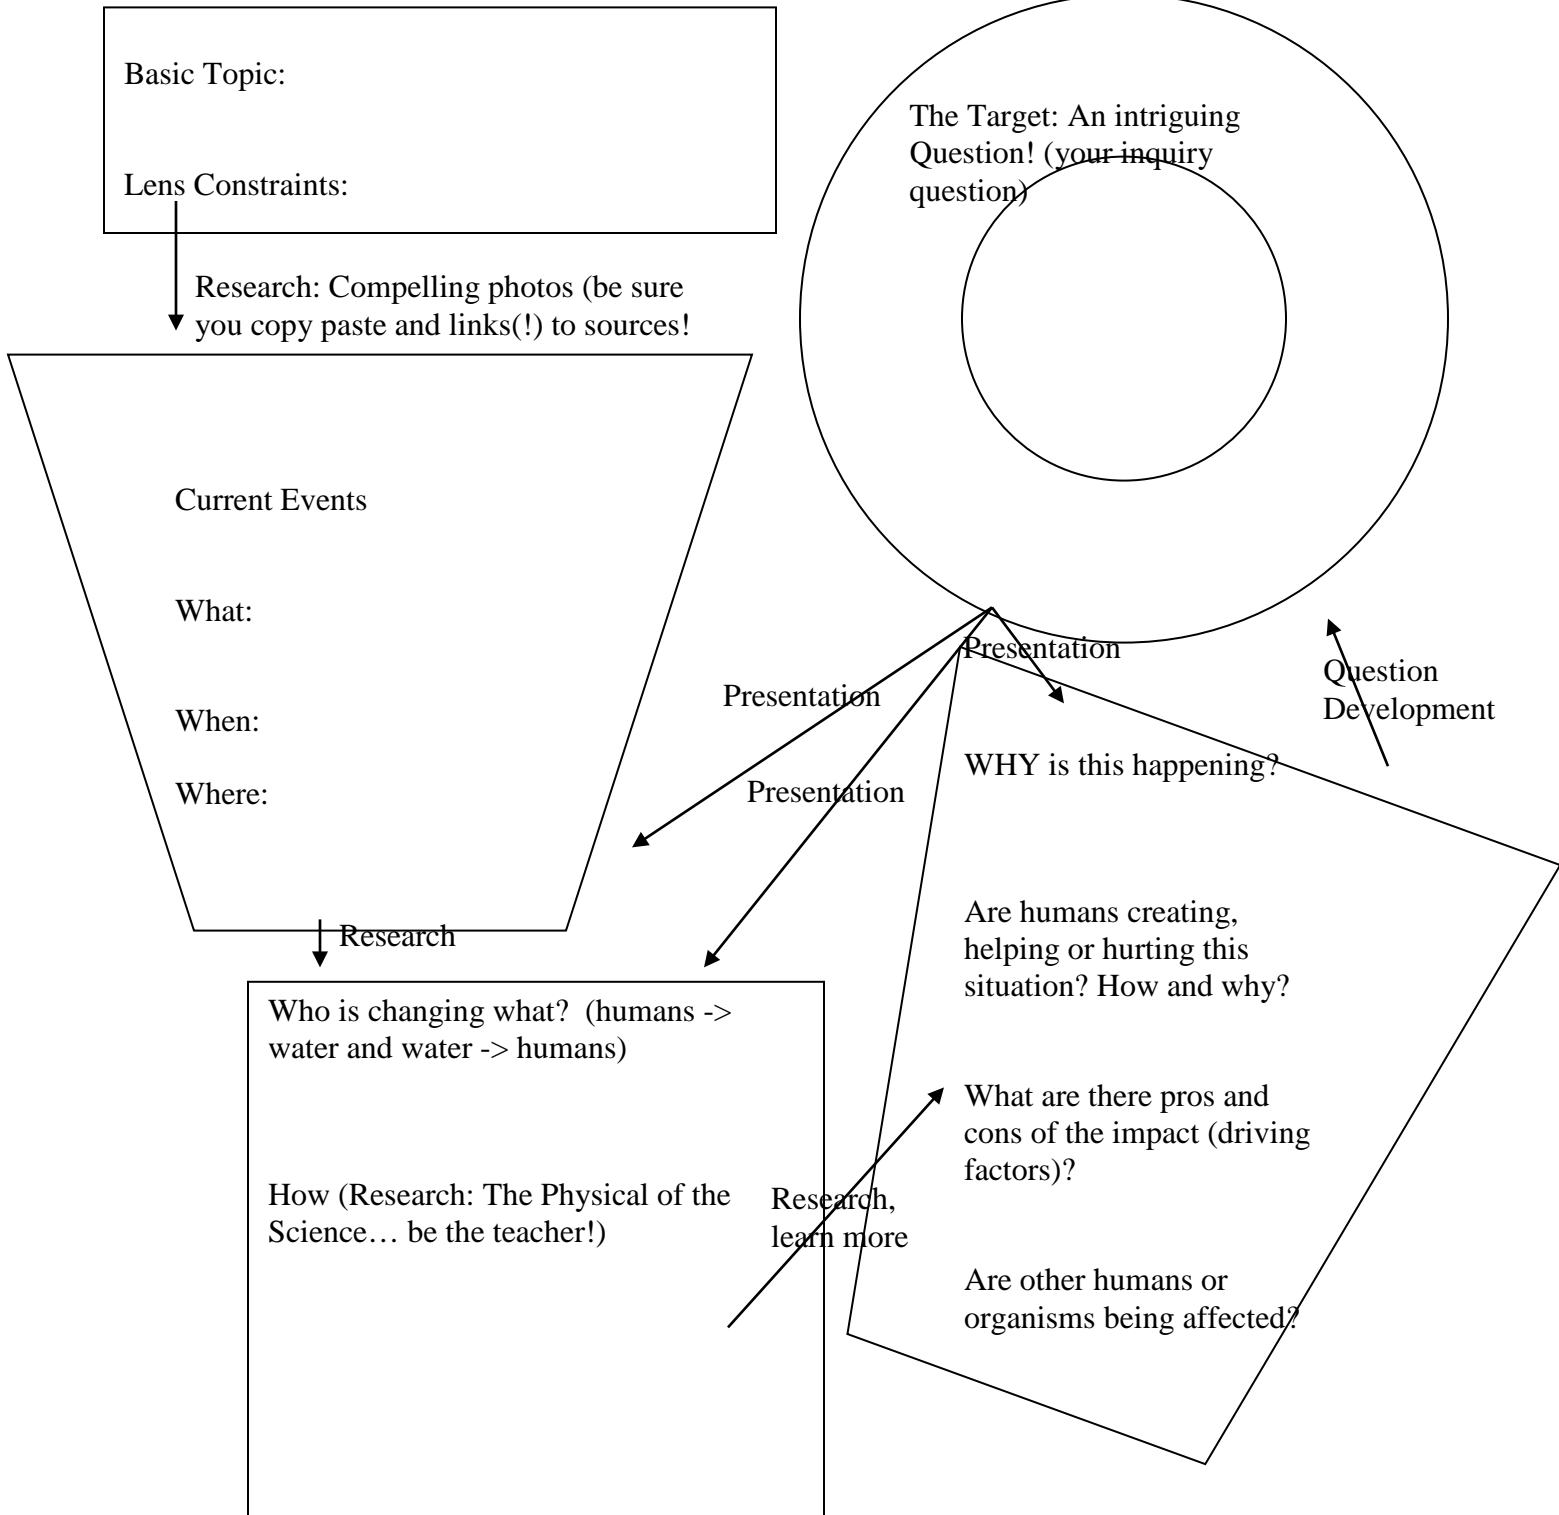 Basic Topic:
Lens Constraints:
Research: Compelling photos (be sure
you copy paste and links(!) to sources!
Current Events
What:
When:
Where:
Research
Who is changing what?  (humans ->
water and water -> humans)
How (Research: The Physical of the
Science… be the teacher!)
Research,
learn more
WHY is this happening?
Are humans creating,
helping or hurting this
situation? How and why?
What are there pros and
cons of the impact (driving
factors)?
Are other humans or
organisms being affected?
Question
Development
The Target: An intriguing
Question! (your inquiry
question)
Presentation
Presentation
Presentation